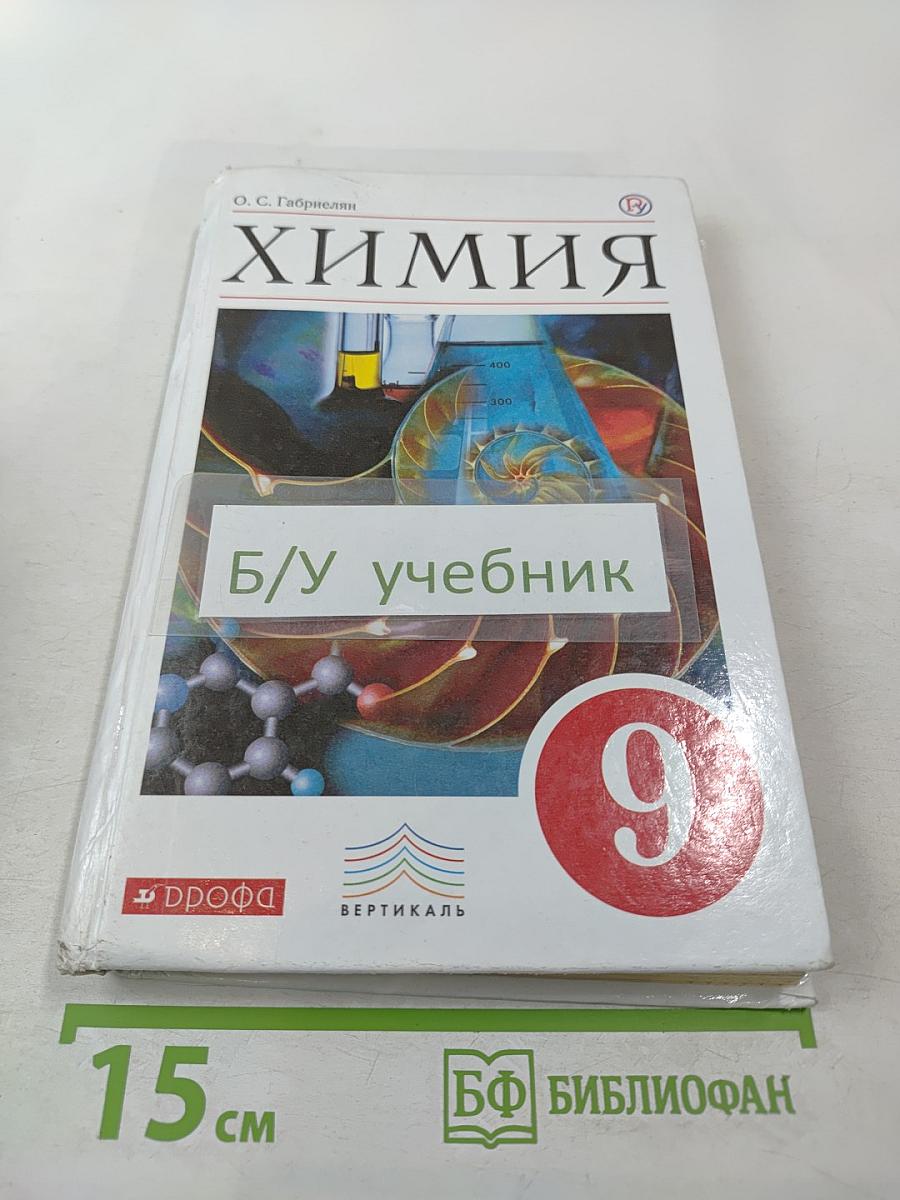 О. С. Габриелян
ХИМИЯ
400
300
Б/У учебник
9
ДРОФА
ВЕРТИКАЛЬ
15 см
БФ БИБЛИОФАН